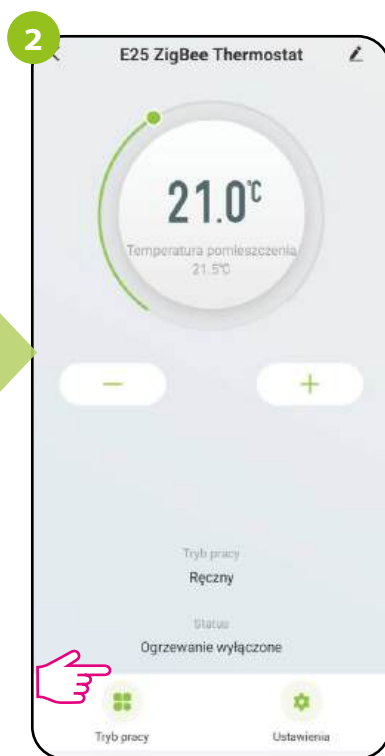 2
E25 ZigBee Thermostat
21.0℃
Temperatura pomieszczenia
21.5℃
Tryb pracy
Ręczny
Status
Ogrzewanie wyłączone
Tryb pracy
Ustawienia